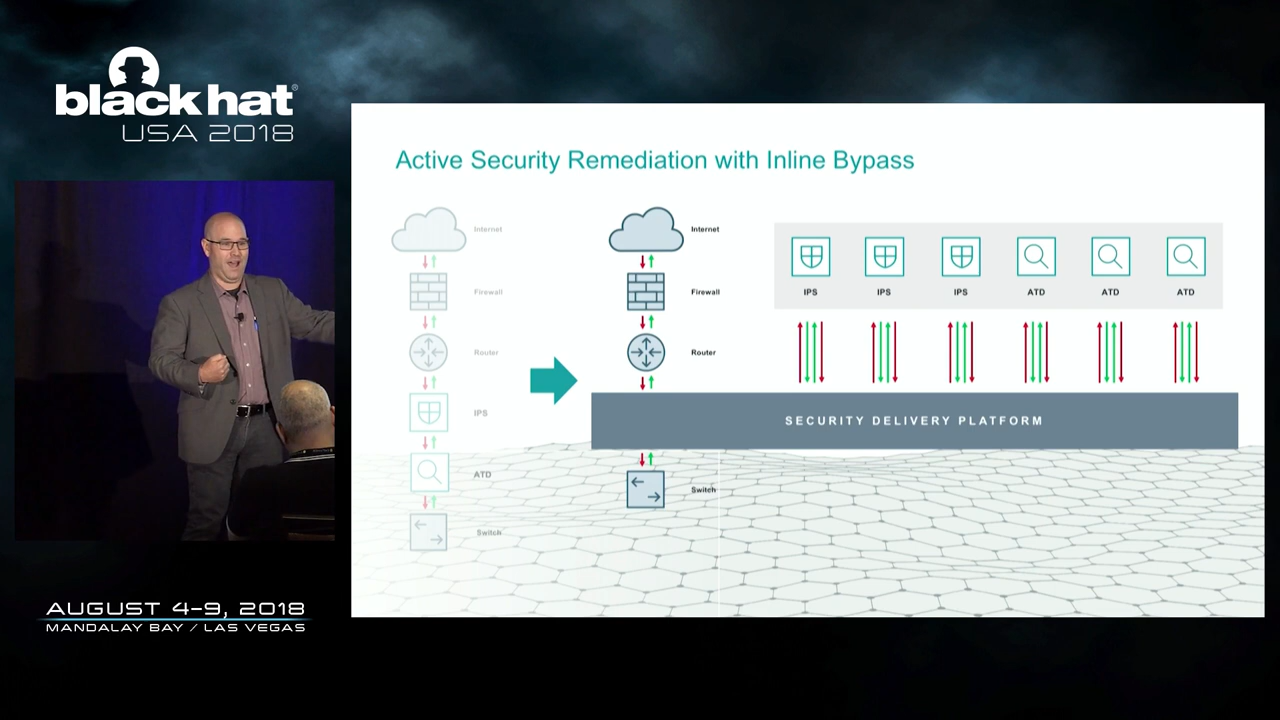 black hat®
USA 2018
Active Security Remediation with Inline Bypass
Internet
Firewall
Router
IPS
ATD
Switch
Internet
Firewall
Router
Switch
IPS IPS IPS ATD ATD ATD
SECURITY DELIVERY PLATFORM
AUGUST 4-9, 2018
MANDALAY BAY / LAS VEGAS